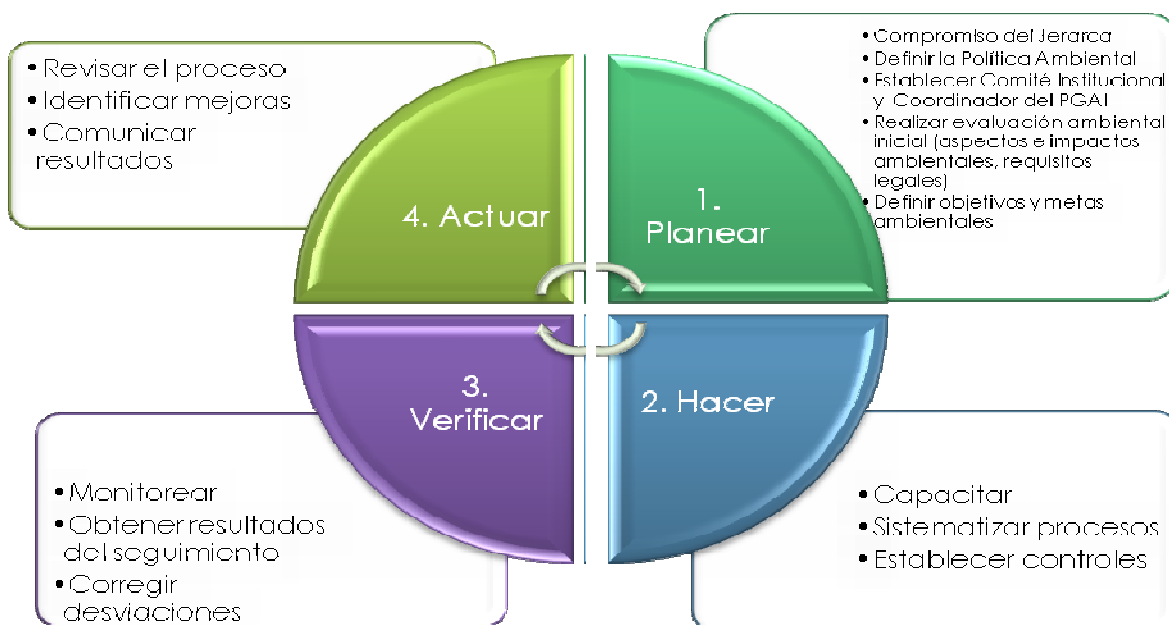 • Revisar el proceso
• Identificar mejoras
• Comunicar
resultados
4. Actuar
1.
Planear
• Compromiso del Jerarca
• Definir la Política Ambiental
• Establecer Comité Institucional
y Coordinador del PGAI
• Realizar evaluación ambiental
inicial (aspectos e impactos
ambientales, requisitos
legales)
• Definir objetivos y metas
ambientales
3.
Verificar
2. Hacer
• Monitorear
• Obtener resultados
del seguimiento
• Corregir
desviaciones
• Capacitar
• Sistematizar procesos
• Establecer controles